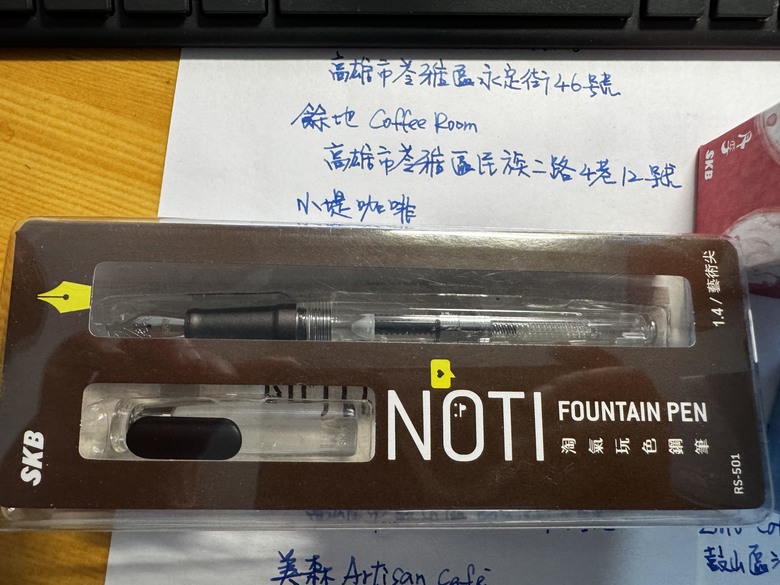 高雄市苓雅區永定街46號
餘地 Coffee Room
高雄市苓雅區民族二路4巷12號
小堤咖啡
SKB
1.4 / 藝術尖
NOTI
FOUNTAIN PEN
淘氣玩色鋼筆
SKB
RS-501
美森 Artisan Café
鼓山區